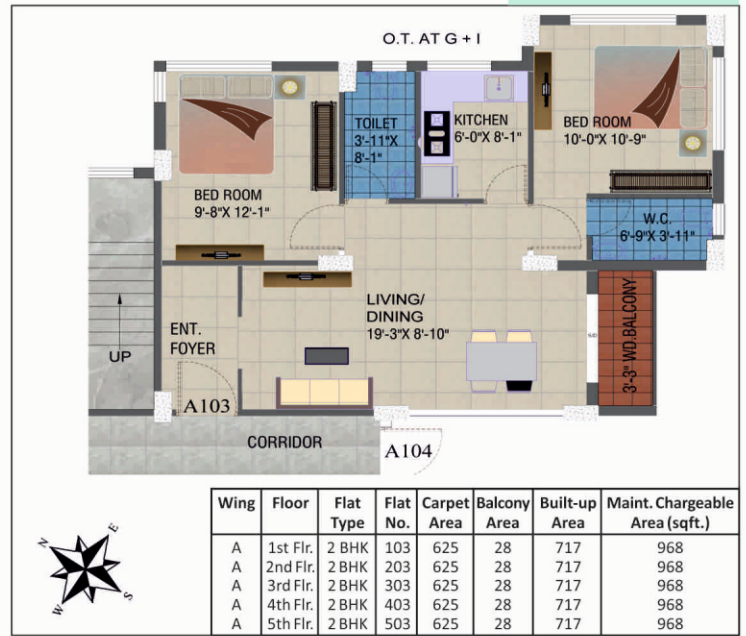 O.T. AT G + I
TOILET
3'-11"X
8'-1"
KITCHEN
6'-0"X 8'-1"
BED ROOM
10'-0"X 10'-9"
BED ROOM
9'-8"X 12'-1"
W.C.
6'-9"X 3'-11"
LIVING/
DINING
19'-3"X 8'-10"
3'-3" WD.BALCONY
ENT.
FOYER
UP
A103
CORRIDOR
A104
N E
W S
Wing Floor Flat Type Flat No. Carpet Area Balcony Area Built-up Area Maint. Chargeable Area (sqft.)
A 1st Flr. 2 BHK 103 625 28 717 968
A 2nd Flr. 2 BHK 203 625 28 717 968
A 3rd Flr. 2 BHK 303 625 28 717 968
A 4th Flr. 2 BHK 403 625 28 717 968
A 5th Flr. 2 BHK 503 625 28 717 968